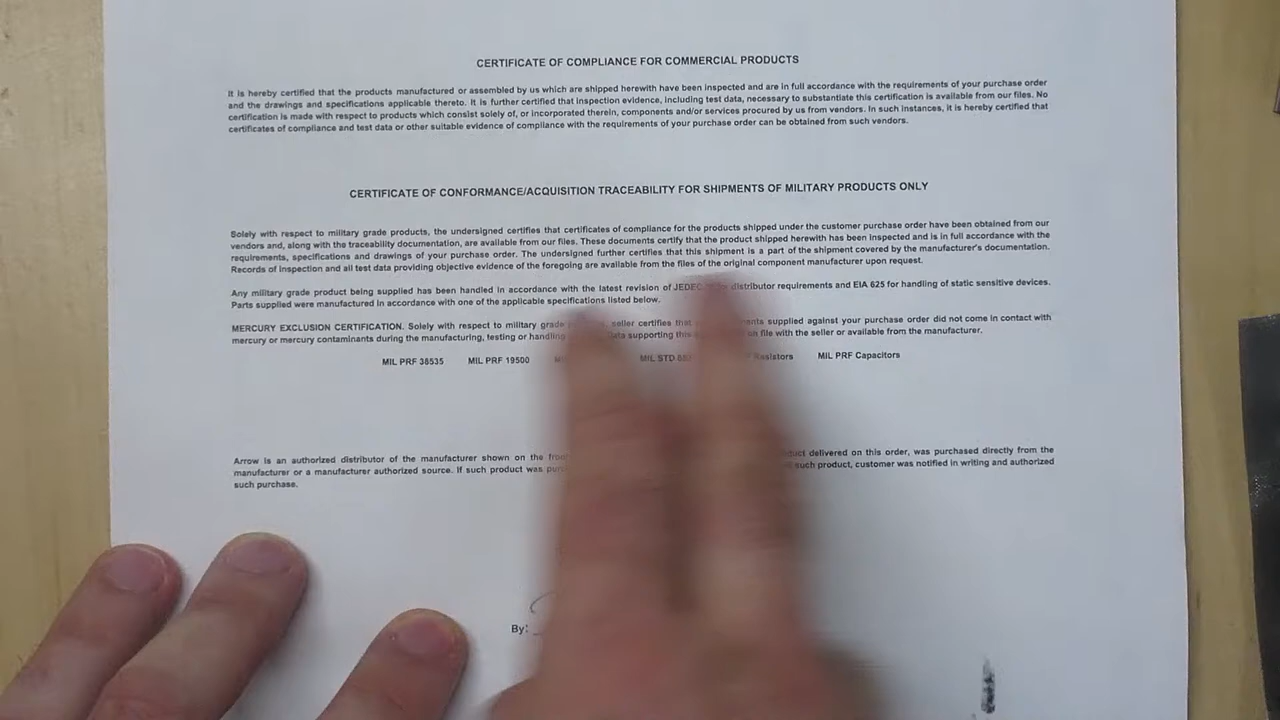 CERTIFICATE OF COMPLIANCE FOR COMMERCIAL PRODUCTS
It is hereby certified that the products manufactured or assembled by us which are shipped herewith have been inspected and are in full accordance with the requirements of your purchase order
and the drawings and specifications applicable thereto. It is further certified that inspection evidence, including test data, necessary to substantiate this certification is available from our files. No
certification is made with respect to products which consist solely of, or incorporated therein, components and/or services procured by us from vendors. In such instances, it is hereby certified that
certificates of compliance and test data or other suitable evidence of compliance with the requirements of your purchase order can be obtained from such vendors.
CERTIFICATE OF CONFORMANCE/ACQUISITION TRACEABILITY FOR SHIPMENTS OF MILITARY PRODUCTS ONLY
Solely with respect to military grade products, the undersigned certifies that certificates of compliance for the products shipped under the customer purchase order have been obtained from our
vendors and, along with the traceability documentation, are available from our files. These documents certify that the product shipped herewith has been inspected and is in full accordance with the
requirements, specifications and drawings of your purchase order. The undersigned further certifies that this shipment is a part of the shipment covered by the manufacturer's documentation.
Records of inspection and all test data providing objective evidence of the foregoing are available from the files of the original component manufacturer upon request.
Any military grade product being supplied has been handled in accordance with the latest revision of JEDEC distributor requirements and EIA 625 for handling of static sensitive devices.
Parts supplied were manufactured in accordance with one of the applicable specifications listed below.
MERCURY EXCLUSION CERTIFICATION. Solely with respect to military grade seller certifies that supplied against your purchase order did not come in contact with
mercury or mercury contaminants during the manufacturing, testing or handling supporting this on file with the seller or available from the manufacturer.
MIL PRF 38535 MIL PRF 19500 MIL STD Resistors MIL PRF Capacitors
Arrow is an authorized distributor of the manufacturer shown on the delivered on this order, was purchased directly from the
manufacturer or a manufacturer authorized source. If such product was such product, customer was notified in writing and authorized
such purchase.
By: